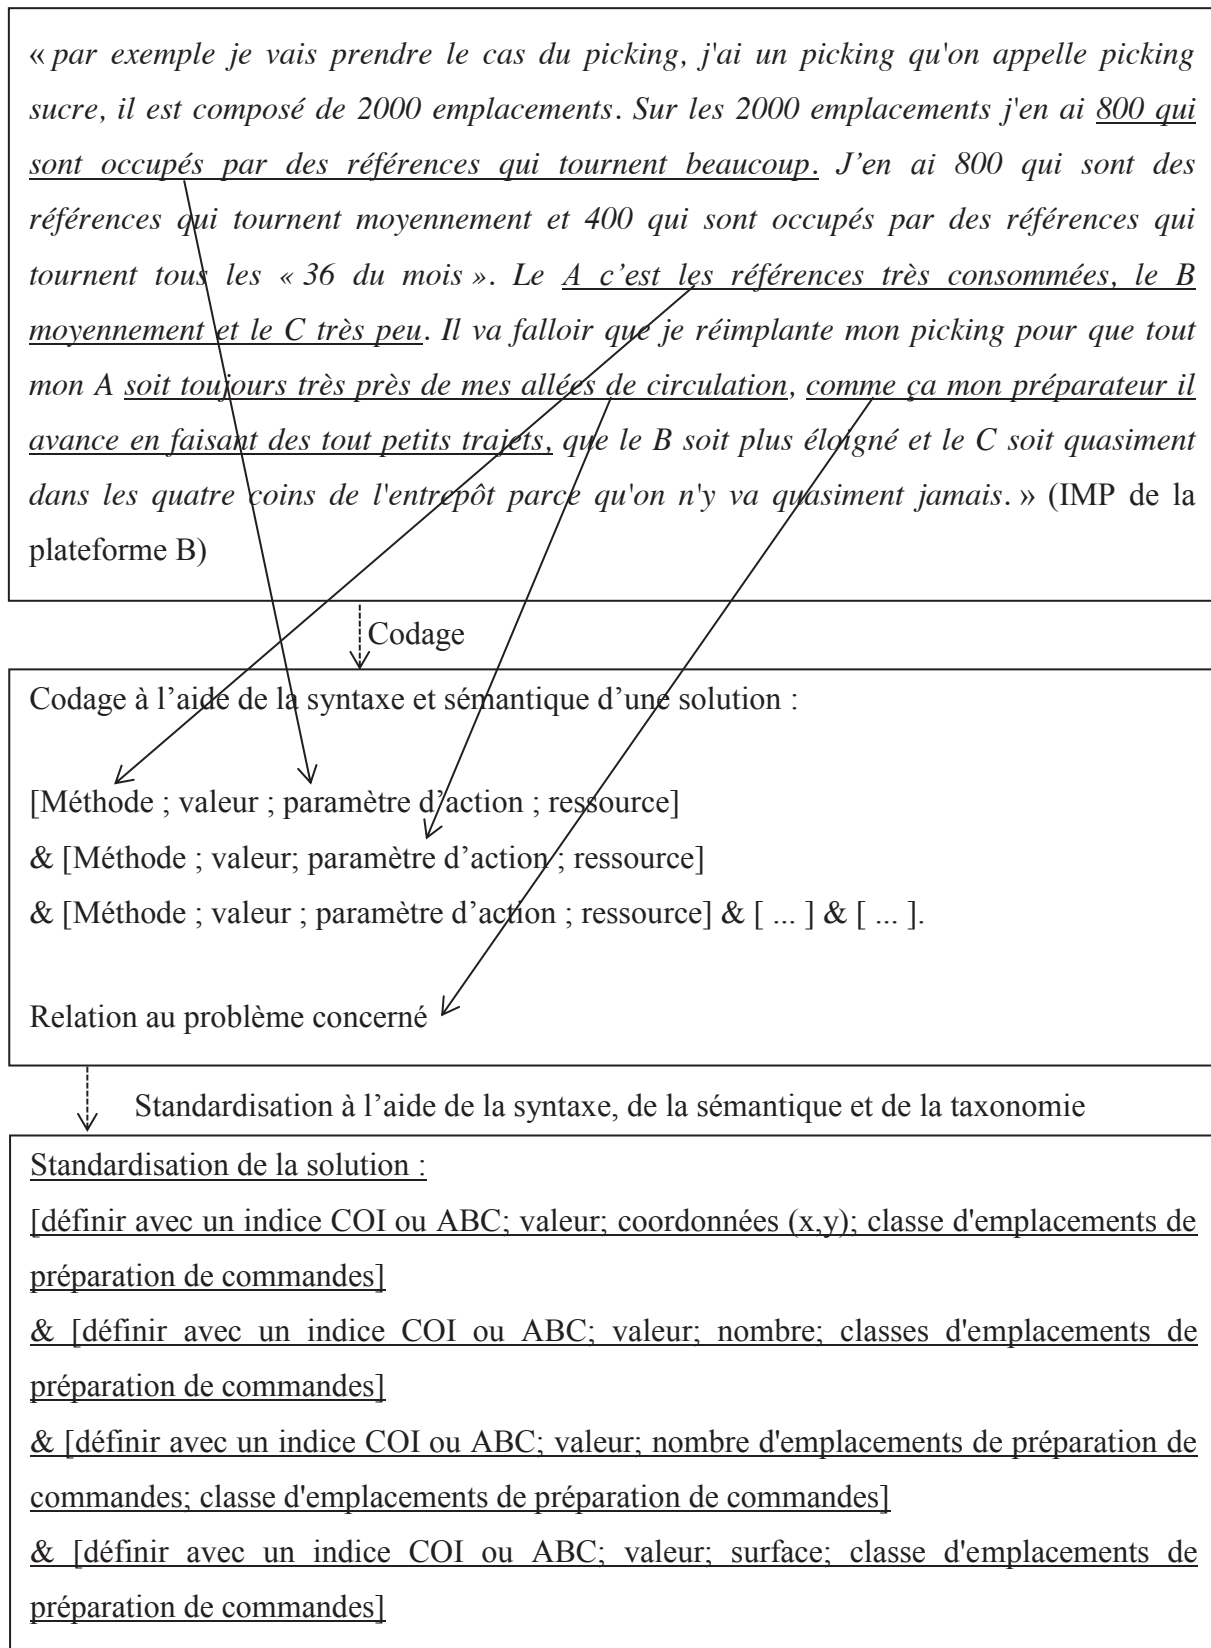 « par exemple je vais prendre le cas du picking, j'ai un picking qu'on appelle picking
sucre, il est composé de 2000 emplacements. Sur les 2000 emplacements j'en ai 800 qui
sont occupés par des références qui tournent beaucoup. J’en ai 800 qui sont des
références qui tournent moyennement et 400 qui sont occupés par des références qui
tournent tous les « 36 du mois ». Le A c’est les références très consommées, le B
moyennement et le C très peu. Il va falloir que je réimplante mon picking pour que tout
mon A soit toujours très près de mes allées de circulation, comme ça mon préparateur il
avance en faisant des tout petits trajets, que le B soit plus éloigné et le C soit quasiment
dans les quatre coins de l'entrepôt parce qu'on n'y va quasiment jamais. » (IMP de la
plateforme B)
Codage
Codage à l’aide de la syntaxe et sémantique d’une solution :
[Méthode ; valeur ; paramètre d’action ; ressource]
& [Méthode ; valeur; paramètre d’action ; ressource]
& [Méthode ; valeur ; paramètre d’action ; ressource] & [ ... ] & [ ... ].
Relation au problème concerné
Standardisation à l’aide de la syntaxe, de la sémantique et de la taxonomie
Standardisation de la solution :
[définir avec un indice COI ou ABC; valeur; coordonnées (x,y); classe d'emplacements de
préparation de commandes]
& [définir avec un indice COI ou ABC; valeur; nombre; classes d'emplacements de
préparation de commandes]
& [définir avec un indice COI ou ABC; valeur; nombre d'emplacements de préparation de
commandes; classe d'emplacements de préparation de commandes]
& [définir avec un indice COI ou ABC; valeur; surface; classe d'emplacements de
préparation de commandes]